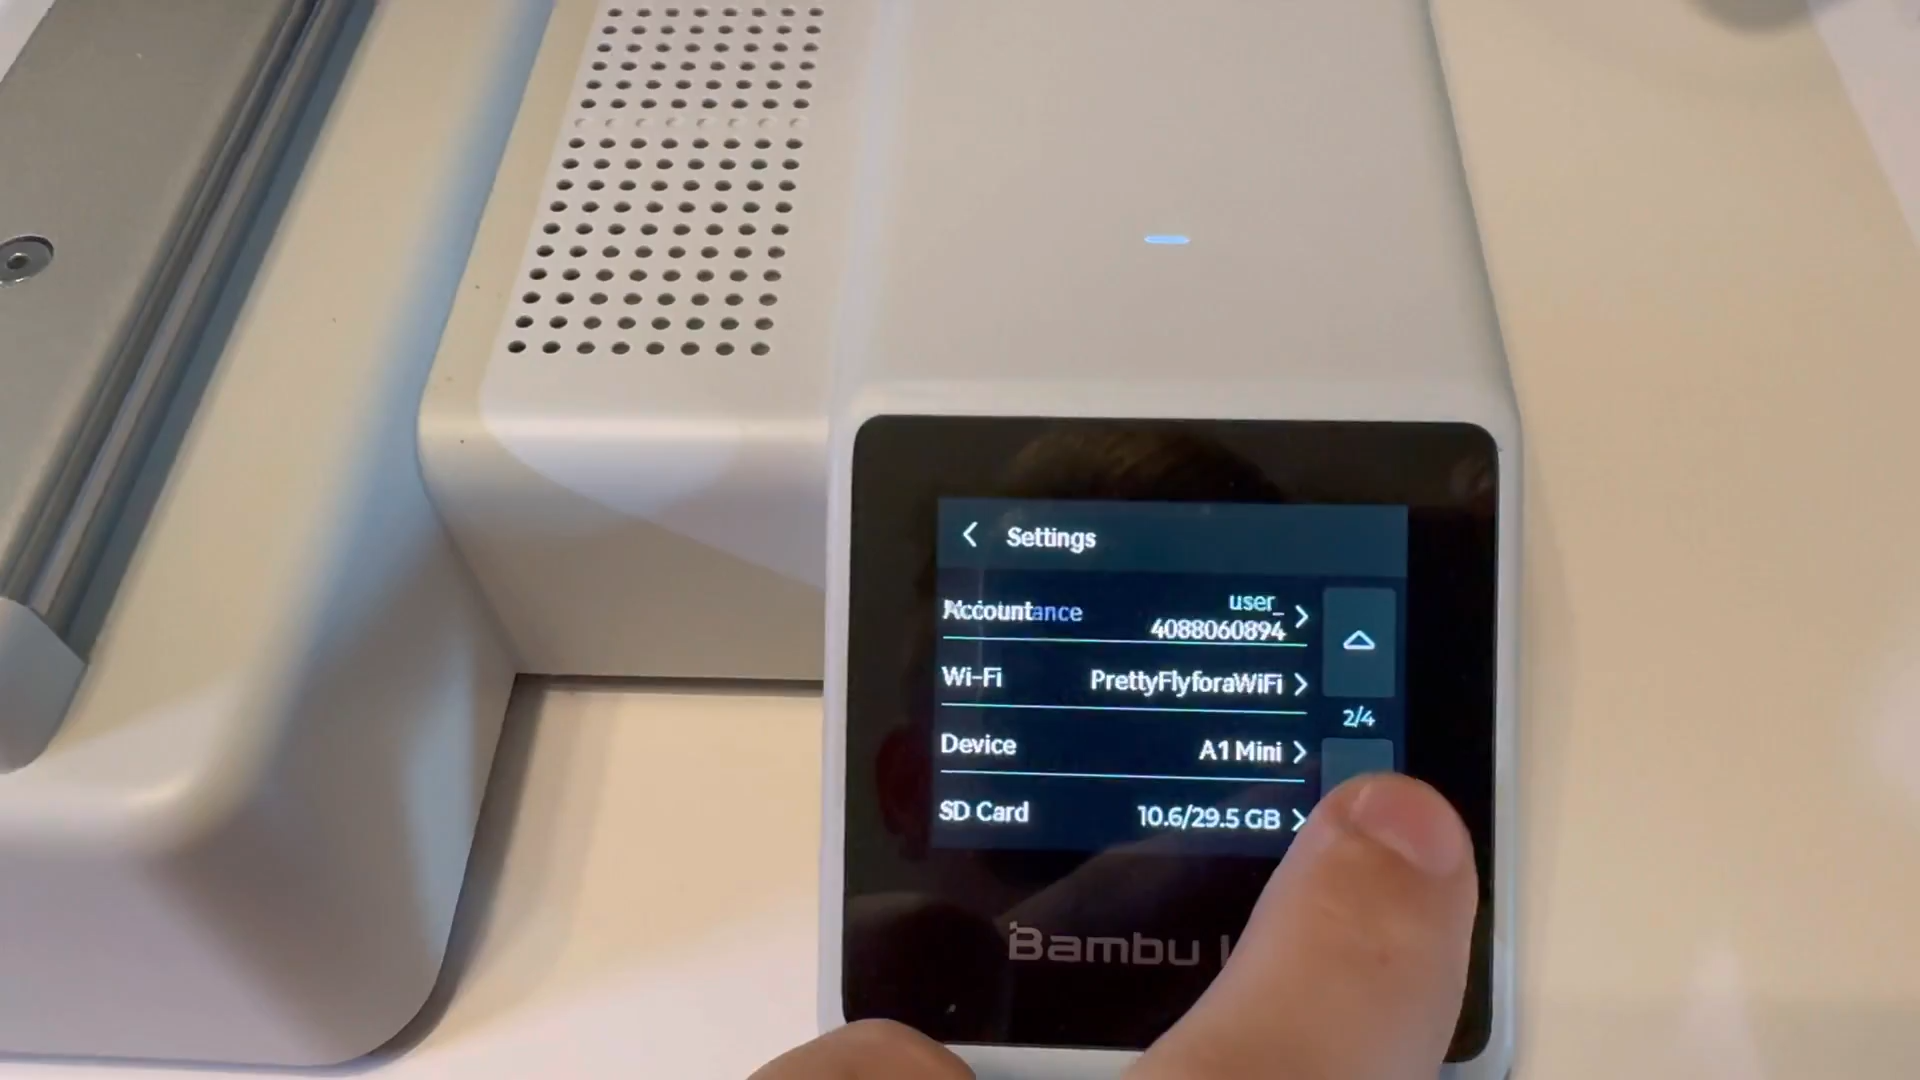 Settings
Account
user_
4088060894
Wi-Fi PrettyFlyforaWiFi
2/4
Device A1 Mini
SD Card 10.6/29.5 GB
Bambu